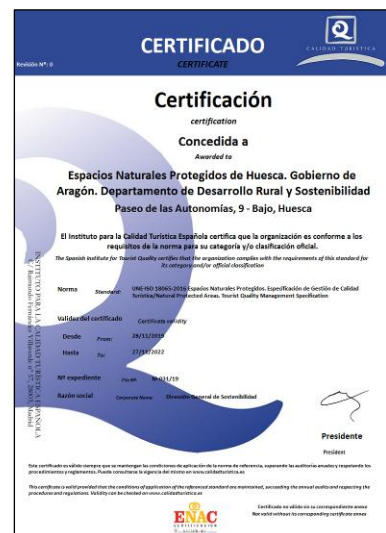 CERTIFICADO
CERTIFICATE
CALIDAD TURÍSTICA
Revisión Nº: 0
Certificación
certification
Concedida a
Awarded to
Espacios Naturales Protegidos de Huesca. Gobierno de
Aragón. Departamento de Desarrollo Rural y Sostenibilidad
Paseo de las Autonomías, 9 - Bajo, Huesca
El Instituto para la Calidad Turística Española certifica que la organización es conforme a los
requisitos de la norma para su categoría y/o clasificación oficial.
The Spanish Institute for Tourist Quality certifies that the organization complies with the requirements of this standard for
its category and/or official classification
Norma Standard: UNE-ISO 18065:2016 Espacios Naturales Protegidos. Especificación de Gestión de Calidad
Turística/Natural Protected Areas. Tourist Quality Management Specification
Validez del certificado Certificate validity
Desde From: 28/11/2019
Hasta To: 27/11/2022
Nº expediente File Nº: 031/19
Razón social Corporate Name: Dirección General de Sostenibilidad
INSTITUTO PARA LA CALIDAD TURÍSTICA ESPAÑOLA
C/ Raimundo Fernández Villaverde nº 57, 28003, Madrid
Presidente
President
Este certificado es válido siempre que se mantengan las condiciones de aplicación de la norma de referencia, superando las auditorías anuales y respetando los
procedimientos y reglamentos. Puede consultarse la vigencia del mismo en www.calidadturistica.es
This certificate is valid provided that the conditions of application of the referenced standard are maintained, succeeding the annual audits and respecting the
procedures and regulations. Validity can be checked on www.calidadturistica.es
ENAC
CERTIFICACIÓN
Certificado no válido sin su correspondiente anexo
Not valid without its corresponding certificate annex